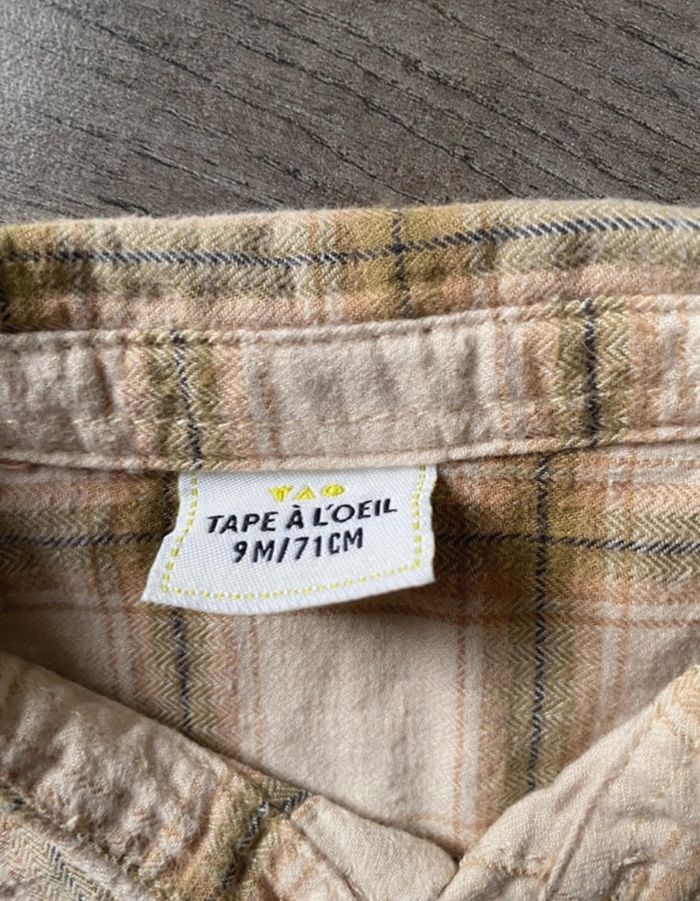 TAO
TAPE À L'OEIL
9M/71CM